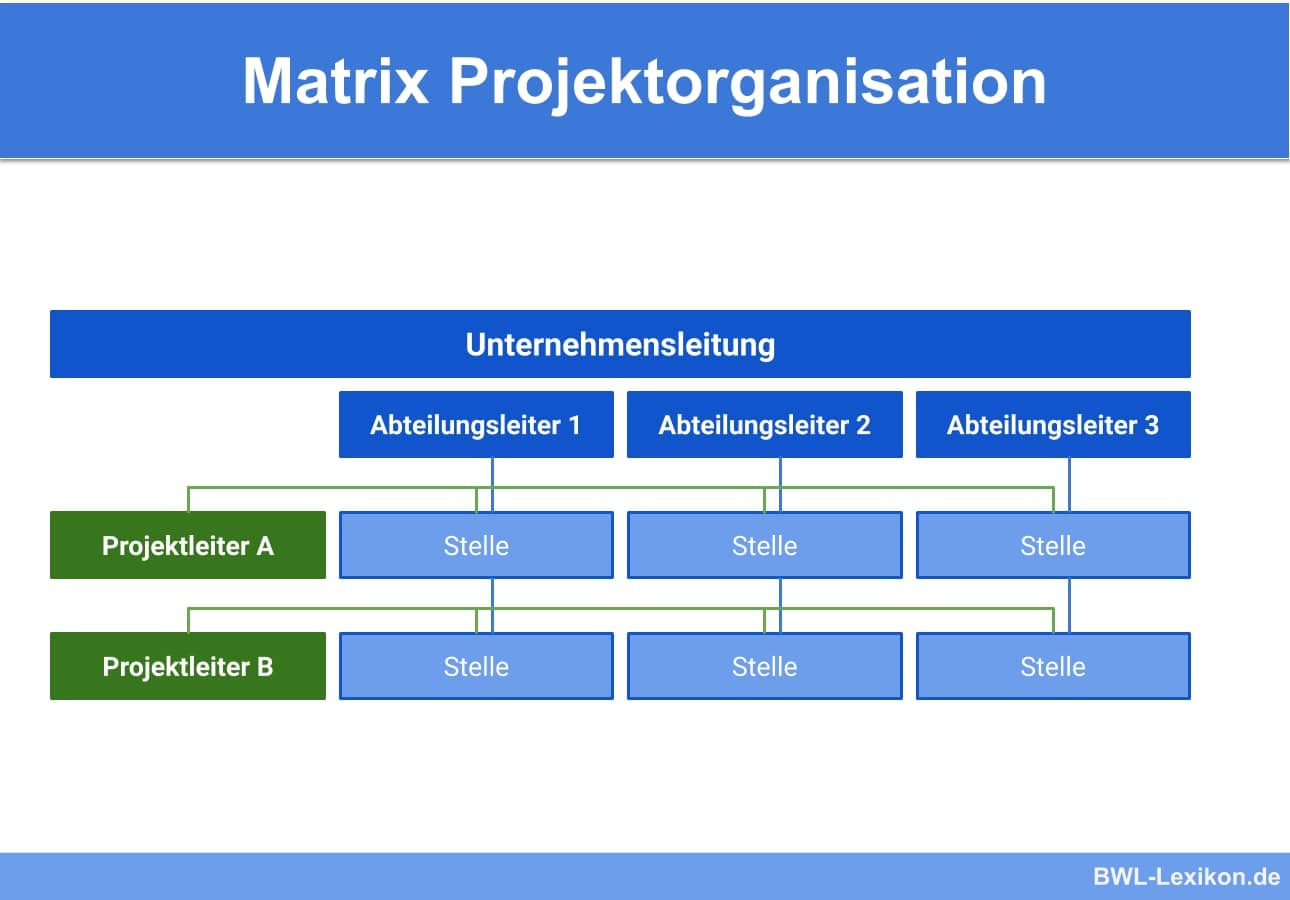 Matrix Projektorganisation
Unternehmensleitung
Abteilungsleiter 1
Abteilungsleiter 2
Abteilungsleiter 3
Projektleiter A
Stelle
Stelle
Stelle
Projektleiter B
Stelle
Stelle
Stelle
BWL-Lexikon.de